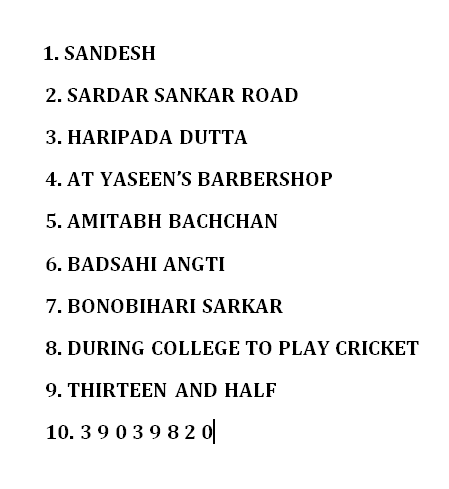 1. SANDESH
2. SARDAR SANKAR ROAD
3. HARIPADA DUTTA
4. AT YASEEN’S BARBERSHOP
5. AMITABH BACHCHAN
6. BADSAHI ANGTI
7. BONOBIHARI SARKAR
8. DURING COLLEGE TO PLAY CRICKET
9. THIRTEEN AND HALF
10. 3 9 0 3 9 8 2 0